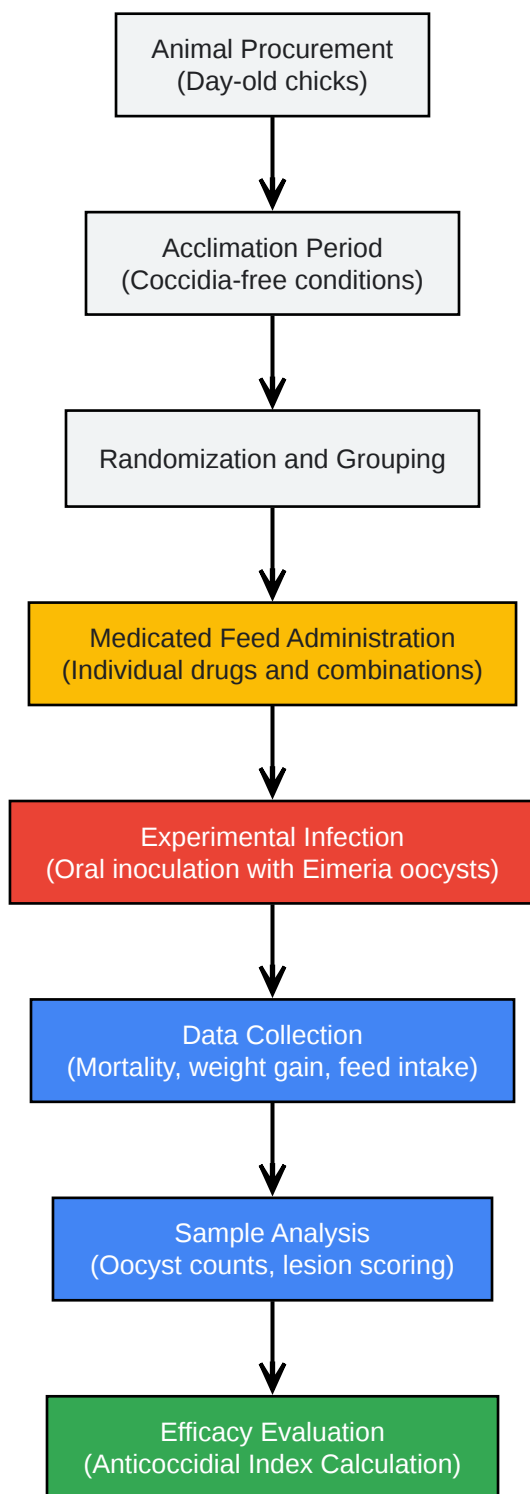 Animal Procurement
(Day-old chicks)
Acclimation Period
(Coccidia-free conditions)
Randomization and Grouping
Medicated Feed Administration
(Individual drugs and combinations)
Experimental Infection
(Oral inoculation with Eimeria oocysts)
Data Collection
(Mortality, weight gain, feed intake)
Sample Analysis
(Oocyst counts, lesion scoring)
Efficacy Evaluation
(Anticoccidial Index Calculation)